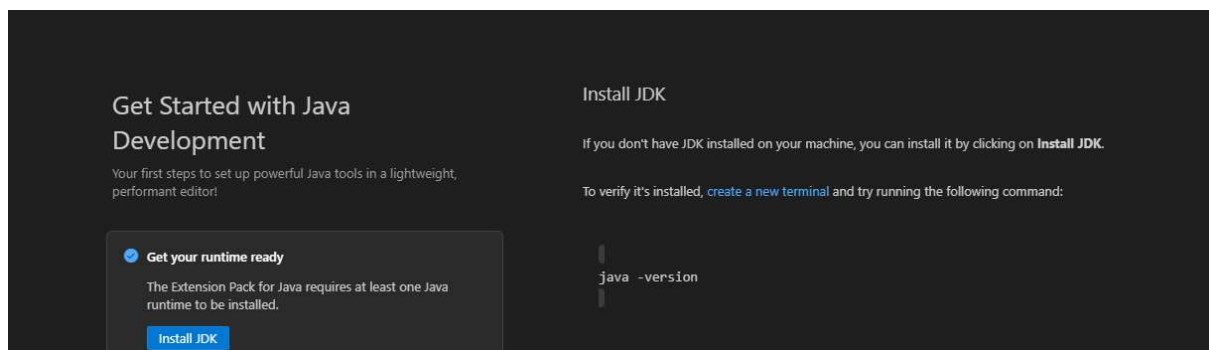 Get Started with Java
Development
Your first steps to set up powerful Java tools in a lightweight,
performant editor!
Get your runtime ready
The Extension Pack for Java requires at least one Java
runtime to be installed.
Install JDK
Install JDK
If you don't have JDK installed on your machine, you can install it by clicking on Install JDK.
To verify it's installed, create a new terminal and try running the following command:
java -version